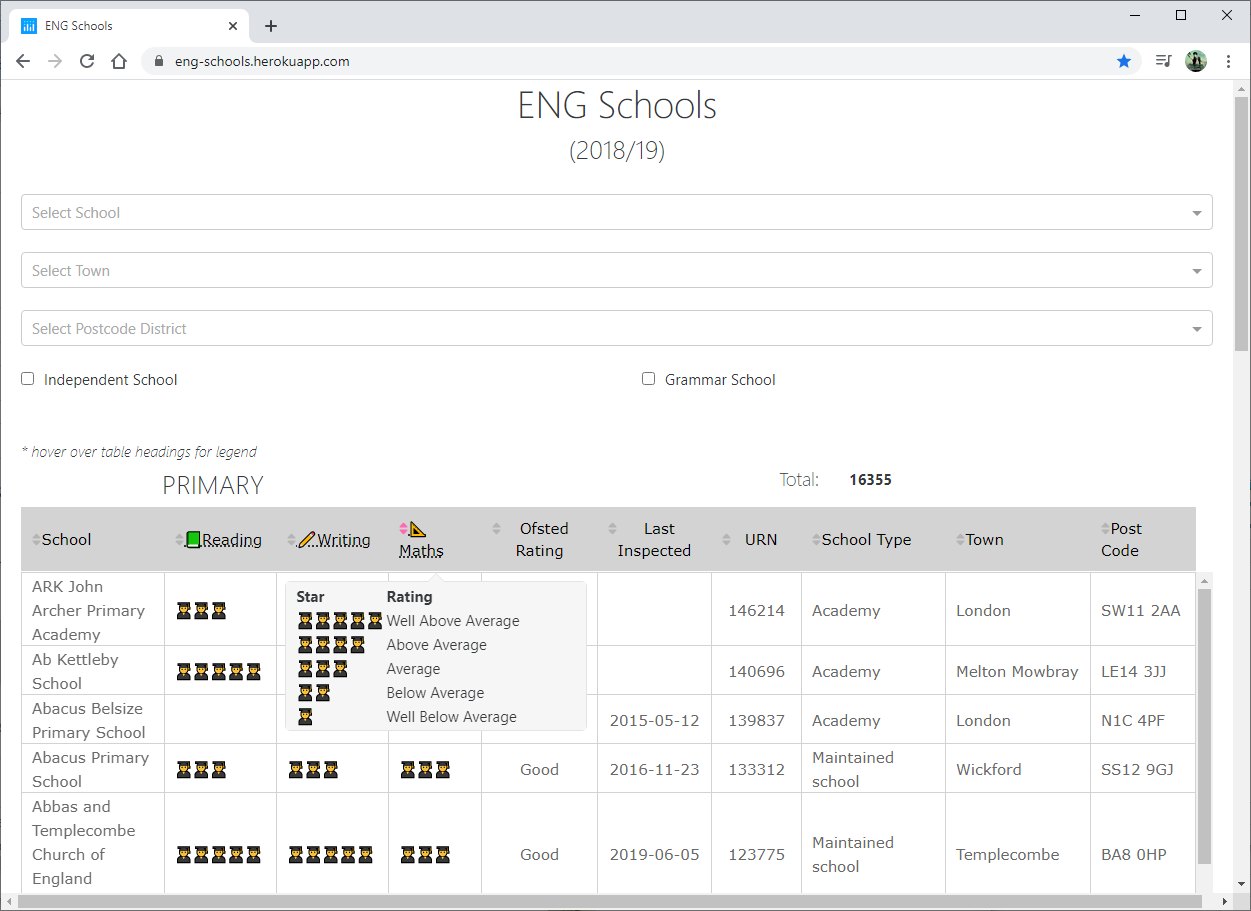 ENG Schools
eng-schools.herokuapp.com
ENG Schools
(2018/19)
Select School
Select Town
Select Postcode District
Independent School
Grammar School
* hover over table headings for legend
PRIMARY
Total: 16355
School
Reading
Writing
Maths
Ofsted
Rating
Last
Inspected
URN
School Type
Town
Post
Code
ARK John
Archer Primary
Academy
146214
Academy
London
SW11 2AA
Ab Kettleby
School
140696
Academy
Melton Mowbray
LE14 3JJ
Abacus Belsize
Primary School
2015-05-12
139837
Academy
London
N1C 4PF
Abacus Primary
School
Good
2016-11-23
133312
Maintained
school
Wickford
SS12 9GJ
Abbas and
Templecombe
Church of
England
Good
2019-06-05
123775
Maintained
school
Templecombe
BA8 0HP
Star Rating
Well Above Average
Above Average
Average
Below Average
Well Below Average